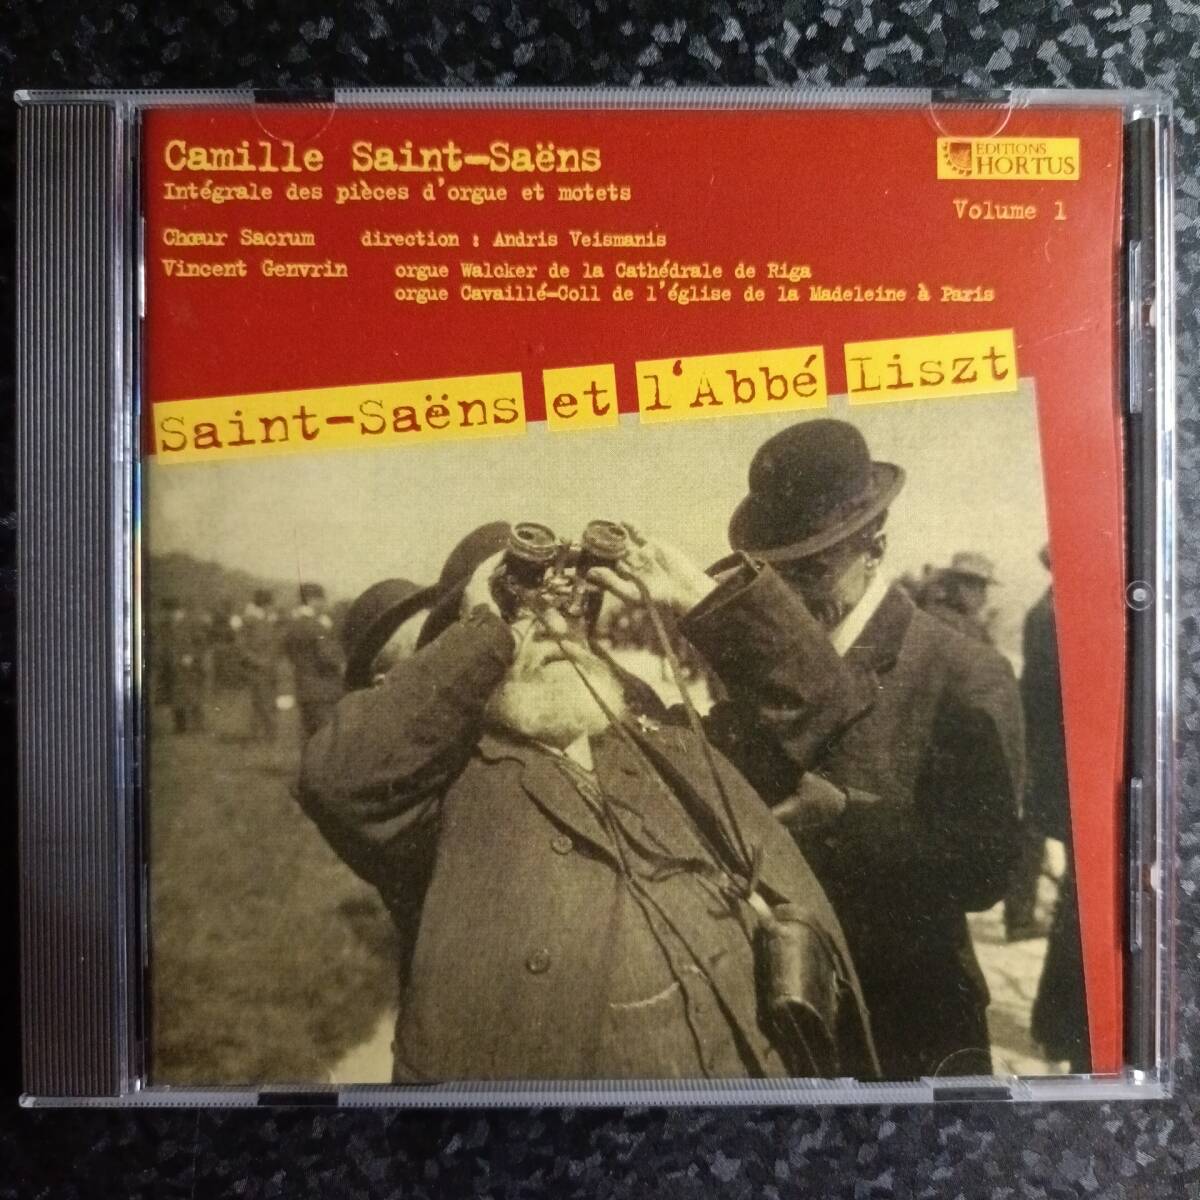 Camille Saint-Saëns
Intégrale des pièces d'orgue et motets
EDITIONS
HORTUS
Volume 1
Chœur Sacrum direction : Andris Veismanis
Vincent Genvrin orgue Walcker de la Cathédrale de Riga
orgue Cavaillé-Coll de l'église de la Madeleine à Paris
Saint-Saëns et l'Abbé Liszt